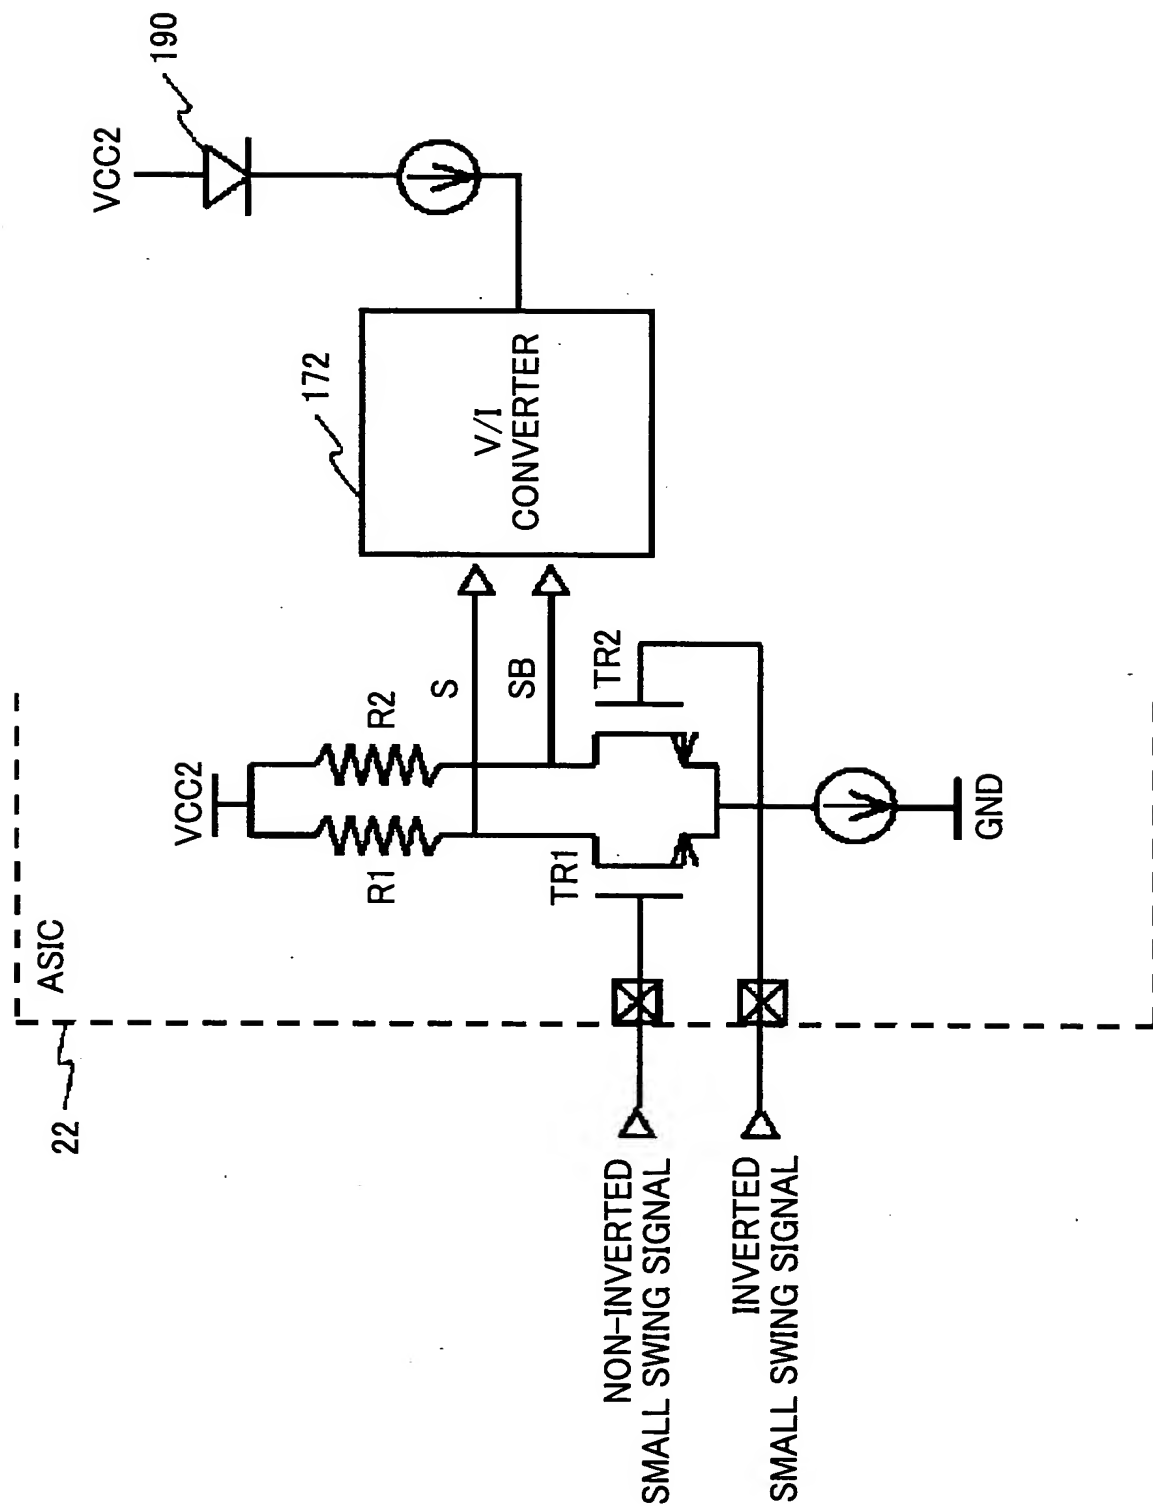 22
ASIC
VCC2
R1
R2
S
SB
TR1
TR2
GND
172
V/I
CONVERTER
VCC2
190
NON-INVERTED
SMALL SWING SIGNAL
INVERTED
SMALL SWING SIGNAL